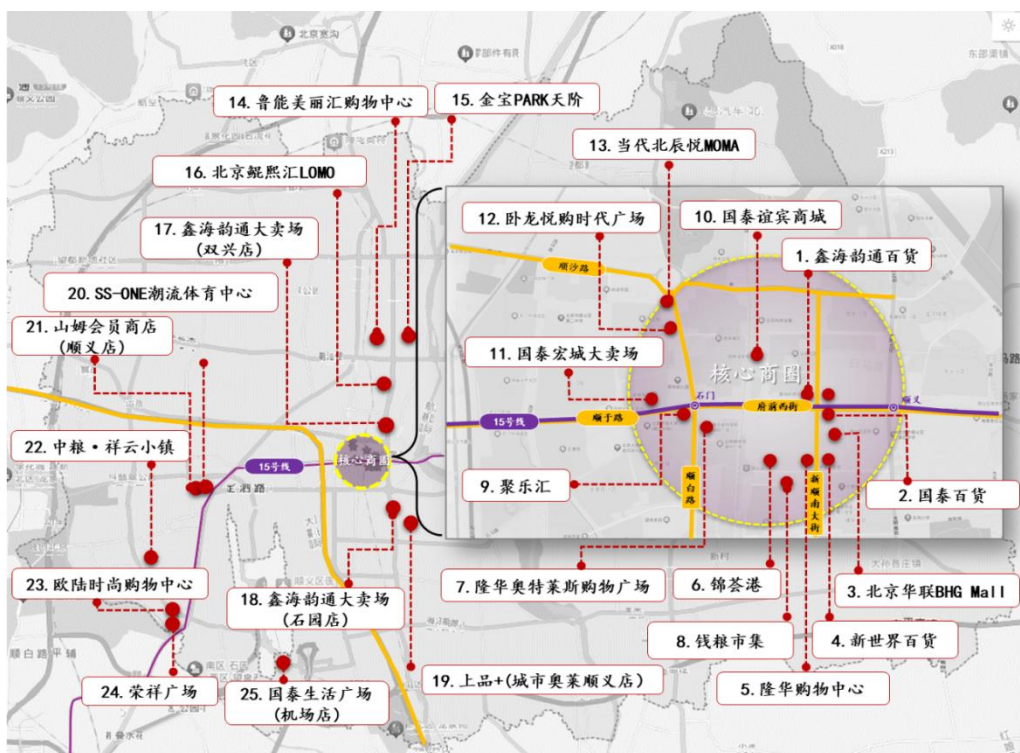 北京宽沟
14. 鲁能美丽汇购物中心
15. 金宝PARK天阶
13. 当代北辰悦MOMA
16. 北京鲲熙汇LOMO
12. 卧龙悦购时代广场
10. 国泰谊宾商城
17. 鑫海韵通大卖场
(双兴店)
1. 鑫海韵通百货
顺沙路
20. SS-ONE潮流体育中心
21. 山姆会员商店
(顺义店)
11. 国泰宏城大卖场
核心商圈
石门
府前西街
顺义
15号线
顺于路
22. 中粮·祥云小镇
15号线
核心商圈
9. 聚乐汇
顺白路
新顺南大街
2. 国泰百货
23. 欧陆时尚购物中心
18. 鑫海韵通大卖场
(石园店)
7. 隆华奥特莱斯购物广场
6. 锦荟港
3. 北京华联BHG Mall
8. 钱粮市集
4. 新世界百货
24. 荣祥广场
25. 国泰生活广场
(机场店)
19. 上品+(城市奥莱顺义店)
5. 隆华购物中心